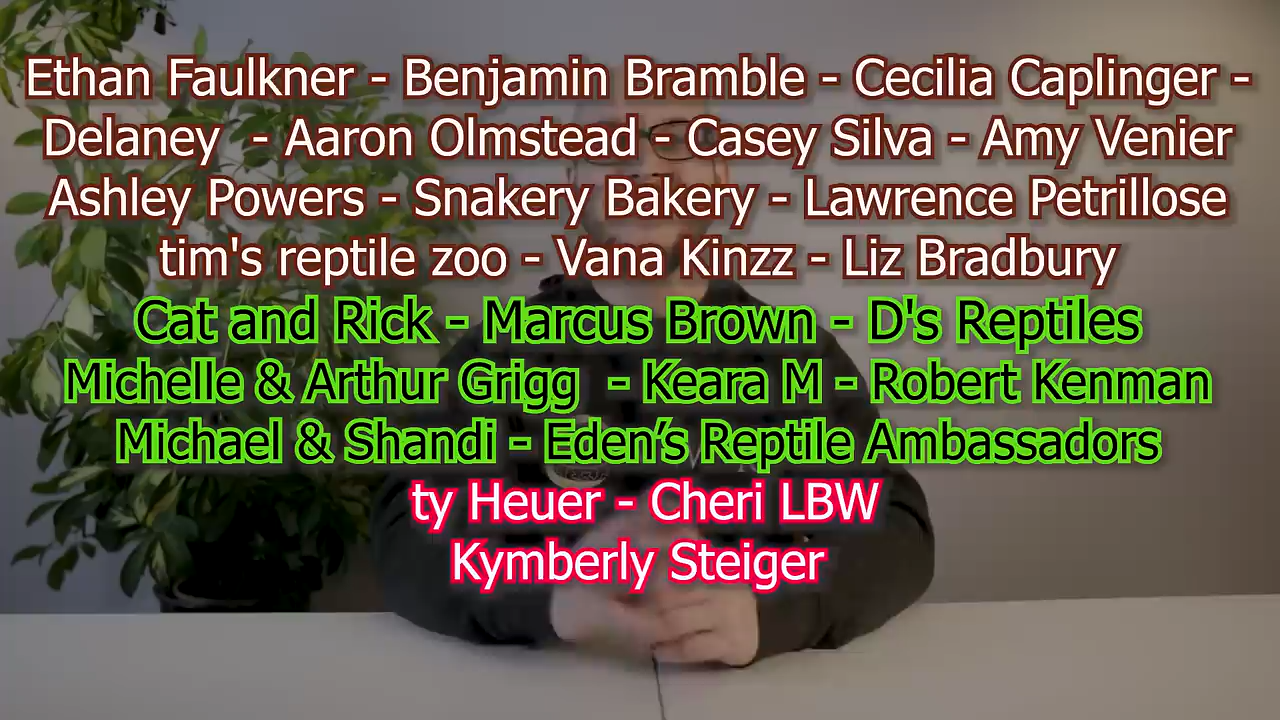 Ethan Faulkner - Benjamin Bramble - Cecilia Caplinger -
Delaney  - Aaron Olmstead - Casey Silva - Amy Venier
Ashley Powers - Snakery Bakery - Lawrence Petrillose
tim's reptile zoo - Vana Kinzz - Liz Bradbury
Cat and Rick - Marcus Brown - D's Reptiles
Michelle & Arthur Grigg  - Keara M - Robert Kenman
Michael & Shandi - Eden’s Reptile Ambassadors
ty Heuer - Cheri LBW
Kymberly Steiger